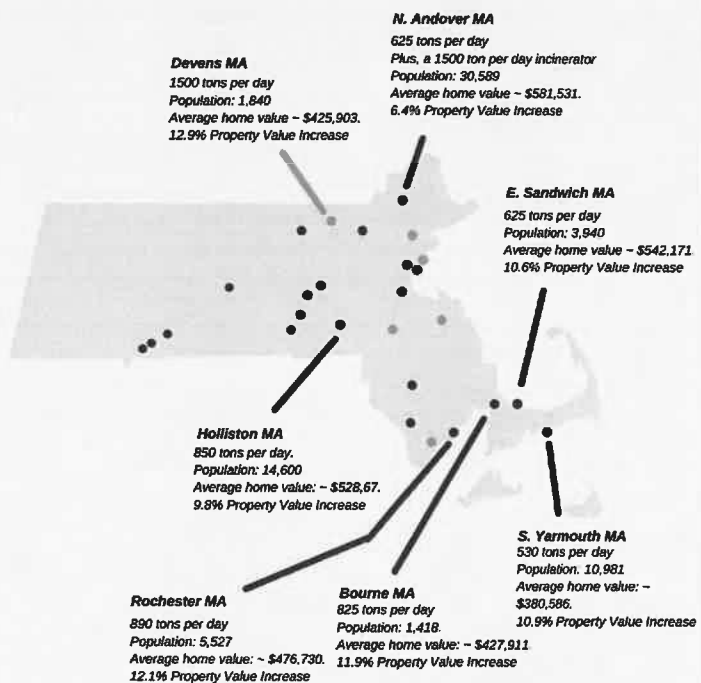 N. Andover MA
625 tons per day
Plus, a 1500 ton per day incinerator
Population: 30,589
Average home value ~ $581,531.
6.4% Property Value Increase
Devens MA
1500 tons per day
Population: 1,840
Average home value ~ $425,903.
12.9% Property Value Increase
E. Sandwich MA
625 tons per day
Population: 3,940
Average home value ~ $542,171
10.6% Property Value Increase
Holliston MA
850 tons per day.
Population: 14,600
Average home value: ~ $528,67.
9.8% Property Value Increase
S. Yarmouth MA
530 tons per day
Population. 10,981
Average home value: ~
$380,586.
10.9% Property Value Increase
Rochester MA
890 tons per day
Population: 5,527
Average home value: ~ $476,730.
12.1% Property Value Increase
Bourne MA
825 tons per day
Population: 1,418.
Average home value: ~ $427,911
11.9% Property Value Increase